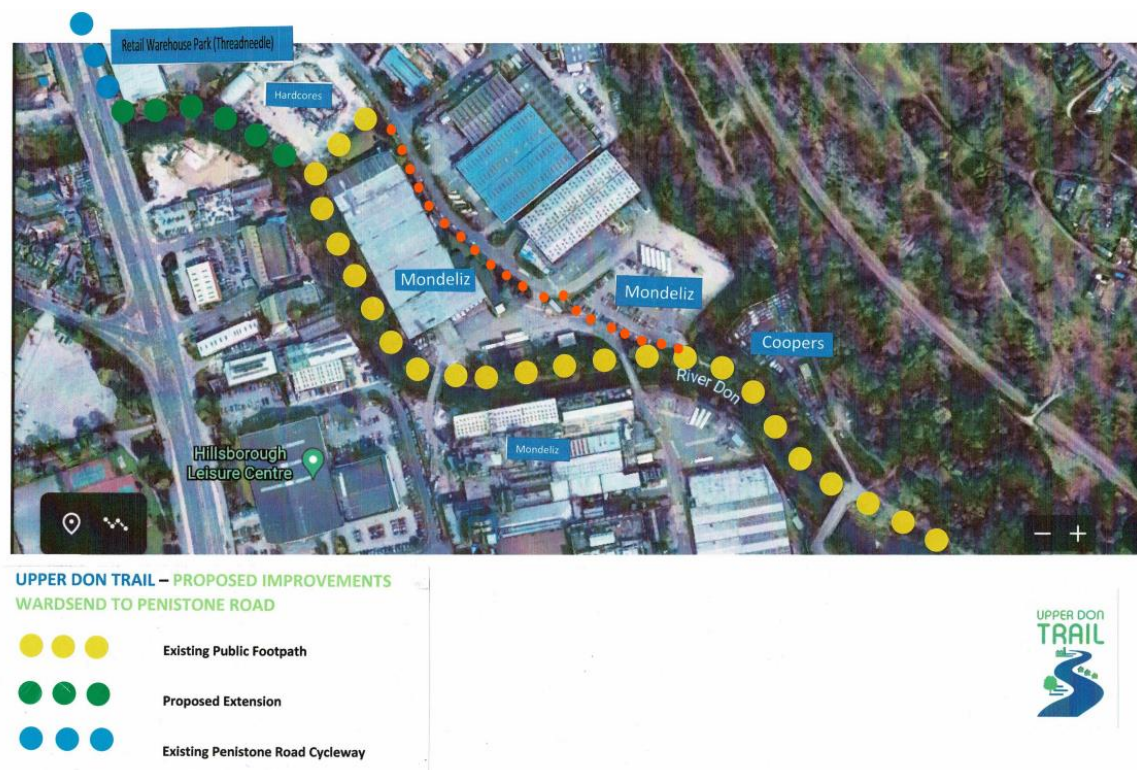 Retail Warehouse Park (Threadneedle)
Hardcores
Mondeliz
Mondeliz
Coopers
River Don
Mondeliz
Hillsborough
Leisure Centre
UPPER DON TRAIL – PROPOSED IMPROVEMENTS
WARDSEND TO PENISTONE ROAD
Existing Public Footpath
Proposed Extension
Existing Penistone Road Cycleway
UPPER DON
TRAIL